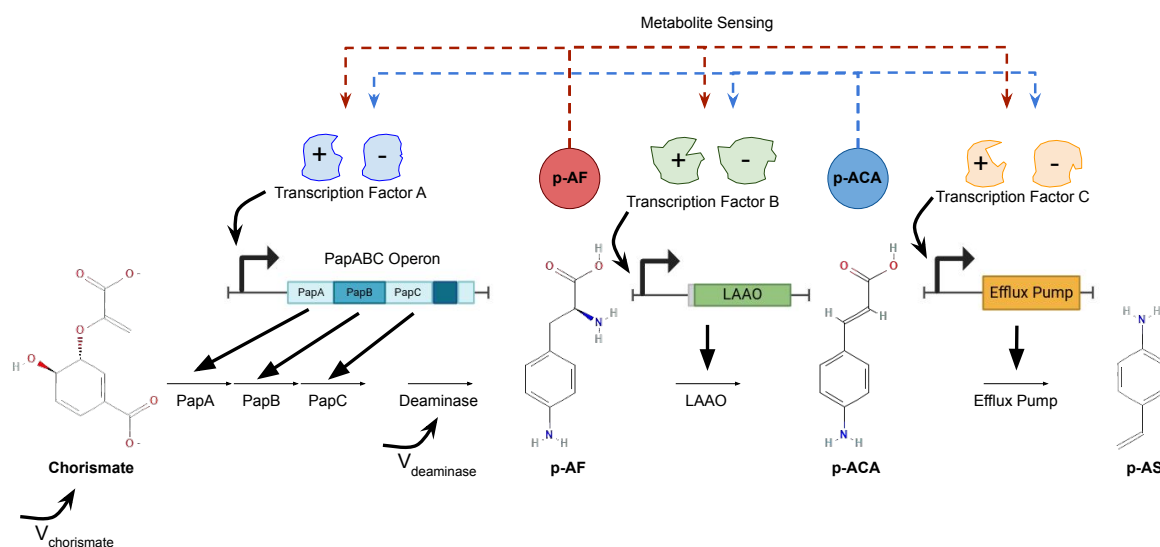 Metabolite Sensing
+ -
Transcription Factor A
p-AF
+ -
Transcription Factor B
p-ACA
+ -
Transcription Factor C
PapABC Operon
PapA PapB PapC
LAAO
Efflux Pump
O O-
O
H O
O
O-
H
O O
N H
H
N
H H
H
O O
H
H
N
H H
H H
N
PapA PapB PapC Deaminase
LAAO
Efflux Pump
Chorismate
p-AF
p-ACA
p-AS
Vdeaminase
Vchorismate